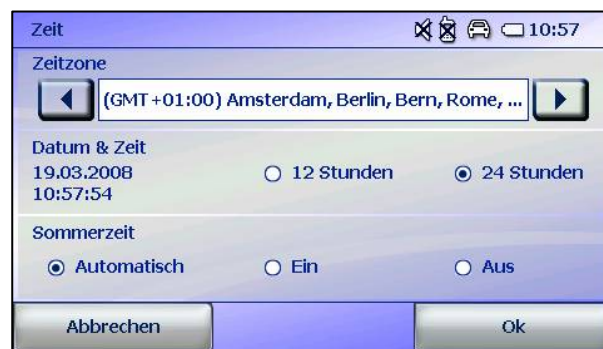 Zeit 10:57
Zeitzone
(GMT+01:00) Amsterdam, Berlin, Bern, Rome, ...
Datum & Zeit
19.03.2008 12 Stunden 24 Stunden
10:57:54
Sommerzeit
Automatisch Ein Aus
Abbrechen Ok